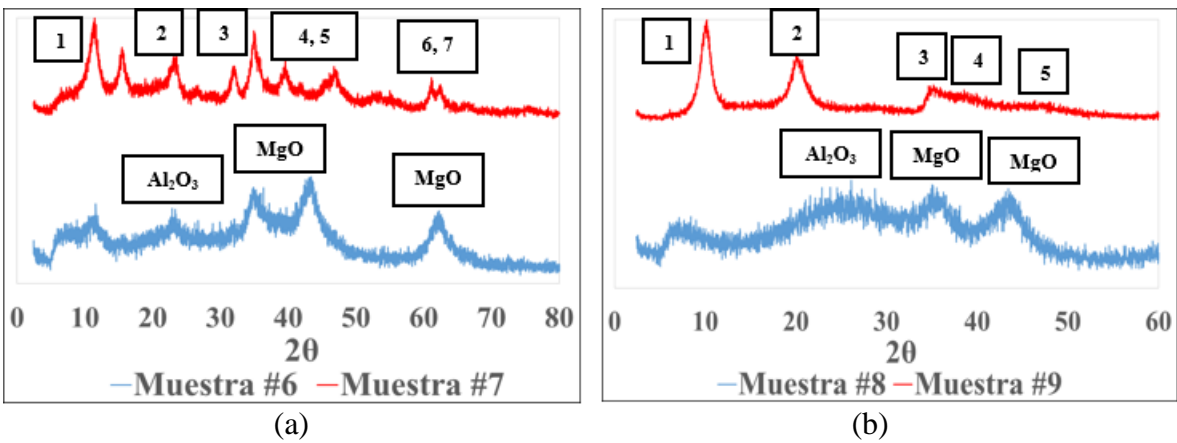 1
2
3
4, 5
6, 7
MgO
Al₂O₃
MgO
0 10 20 30 40 50 60 70 80
2θ
Muestra #6 Muestra #7
(a)
1
2
3
4
5
Al₂O₃
MgO
MgO
0 10 20 30 40 50 60
2θ
Muestra #8 Muestra #9
(b)